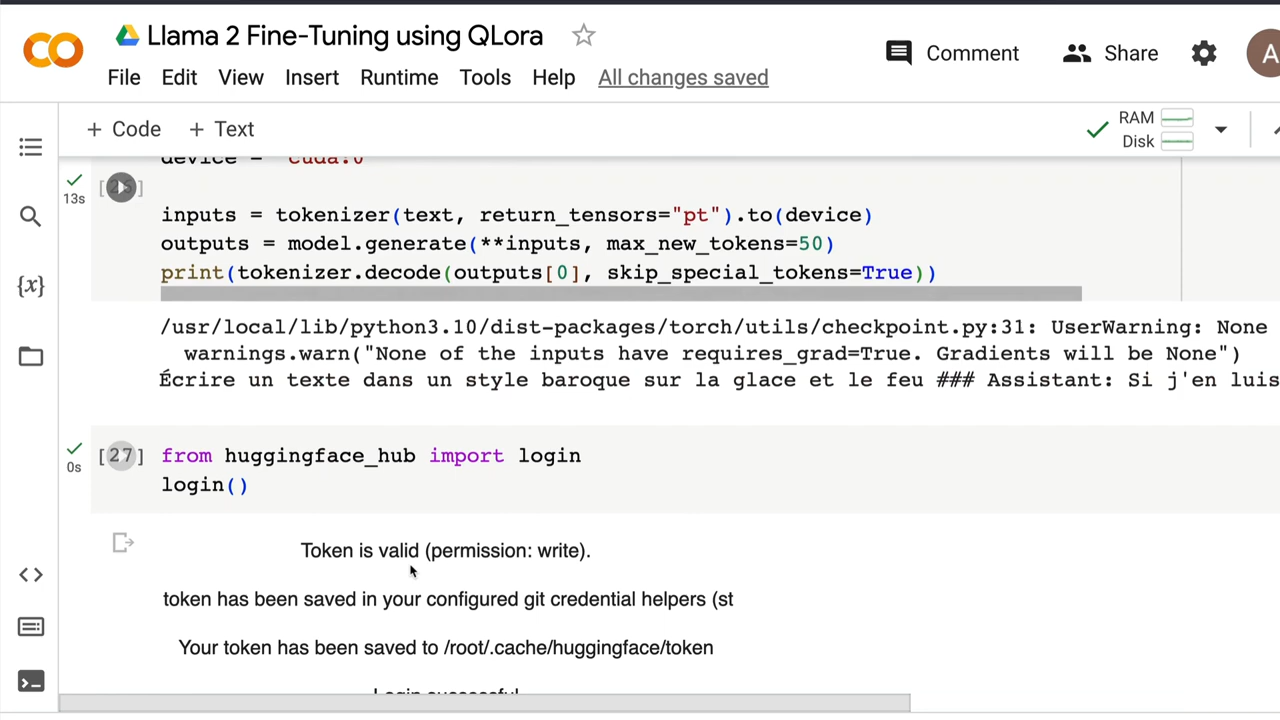 Llama 2 Fine-Tuning using QLora
Comment
Share
A
File Edit View Insert Runtime Tools Help All changes saved
+ Code + Text
RAM
Disk
device = "cuda:0"
13s
inputs = tokenizer(text, return_tensors="pt").to(device)
outputs = model.generate(**inputs, max_new_tokens=50)
print(tokenizer.decode(outputs[0], skip_special_tokens=True))
/usr/local/lib/python3.10/dist-packages/torch/utils/checkpoint.py:31: UserWarning: None
warnings.warn("None of the inputs have requires_grad=True. Gradients will be None")
Écrire un texte dans un style baroque sur la glace et le feu ### Assistant: Si j'en luis
0s
[27] from huggingface_hub import login
login()
Token is valid (permission: write).
token has been saved in your configured git credential helpers (st
Your token has been saved to /root/.cache/huggingface/token
Login successful